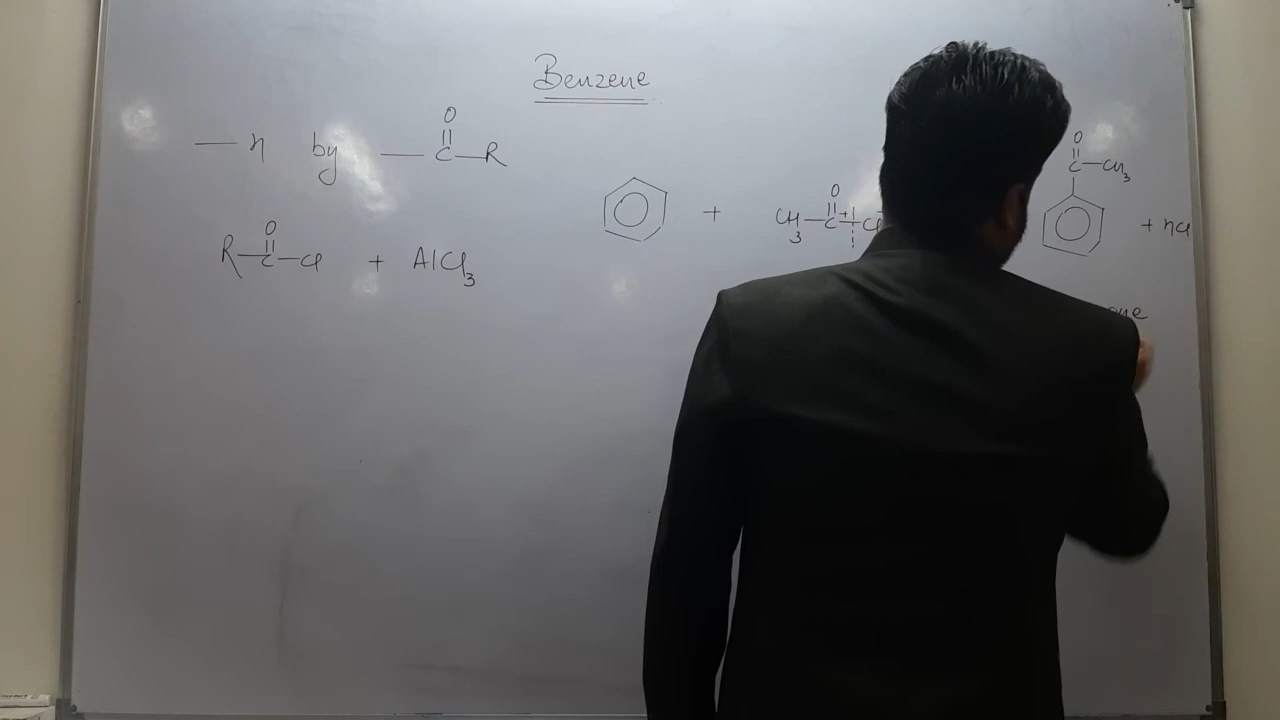 Benzene
— H by — C — R
O
R — C — Cl + AlCl3
O
+ CH3 — C — Cl
O
C — CH3
O
+ HCl